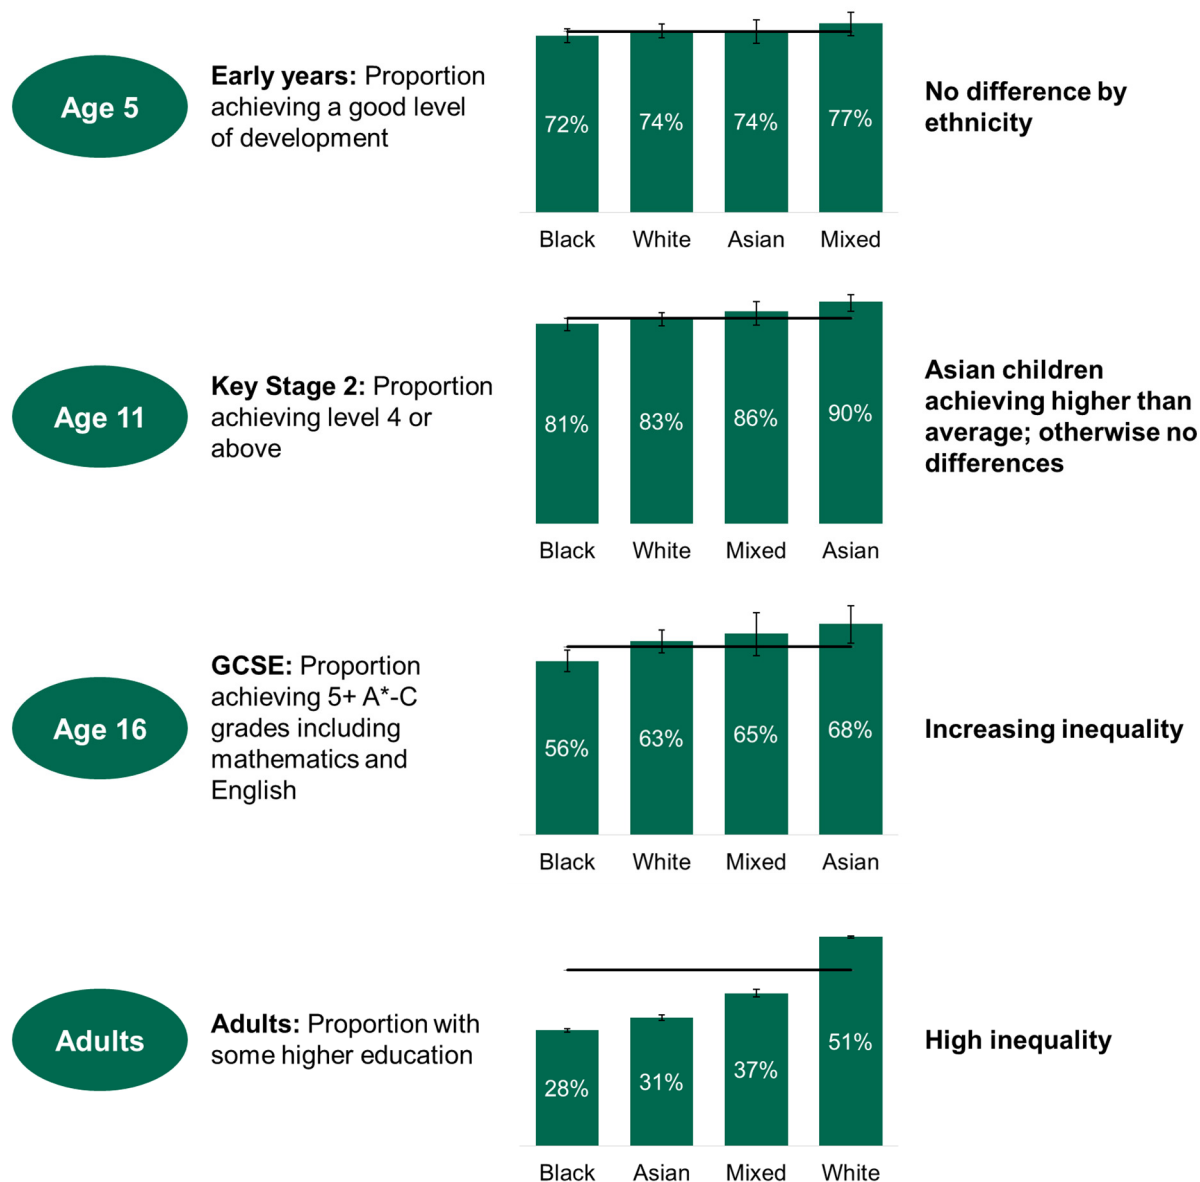 Age 5
Early years: Proportion
achieving a good level
of development
72%
74%
74%
77%
Black
White
Asian
Mixed
No difference by
ethnicity
Age 11
Key Stage 2: Proportion
achieving level 4 or
above
81%
83%
86%
90%
Black
White
Mixed
Asian
Asian children
achieving higher than
average; otherwise no
differences
Age 16
GCSE: Proportion
achieving 5+ A*-C
grades including
mathematics and
English
56%
63%
65%
68%
Black
White
Mixed
Asian
Increasing inequality
Adults
Adults: Proportion with
some higher education
28%
31%
37%
51%
Black
Asian
Mixed
White
High inequality